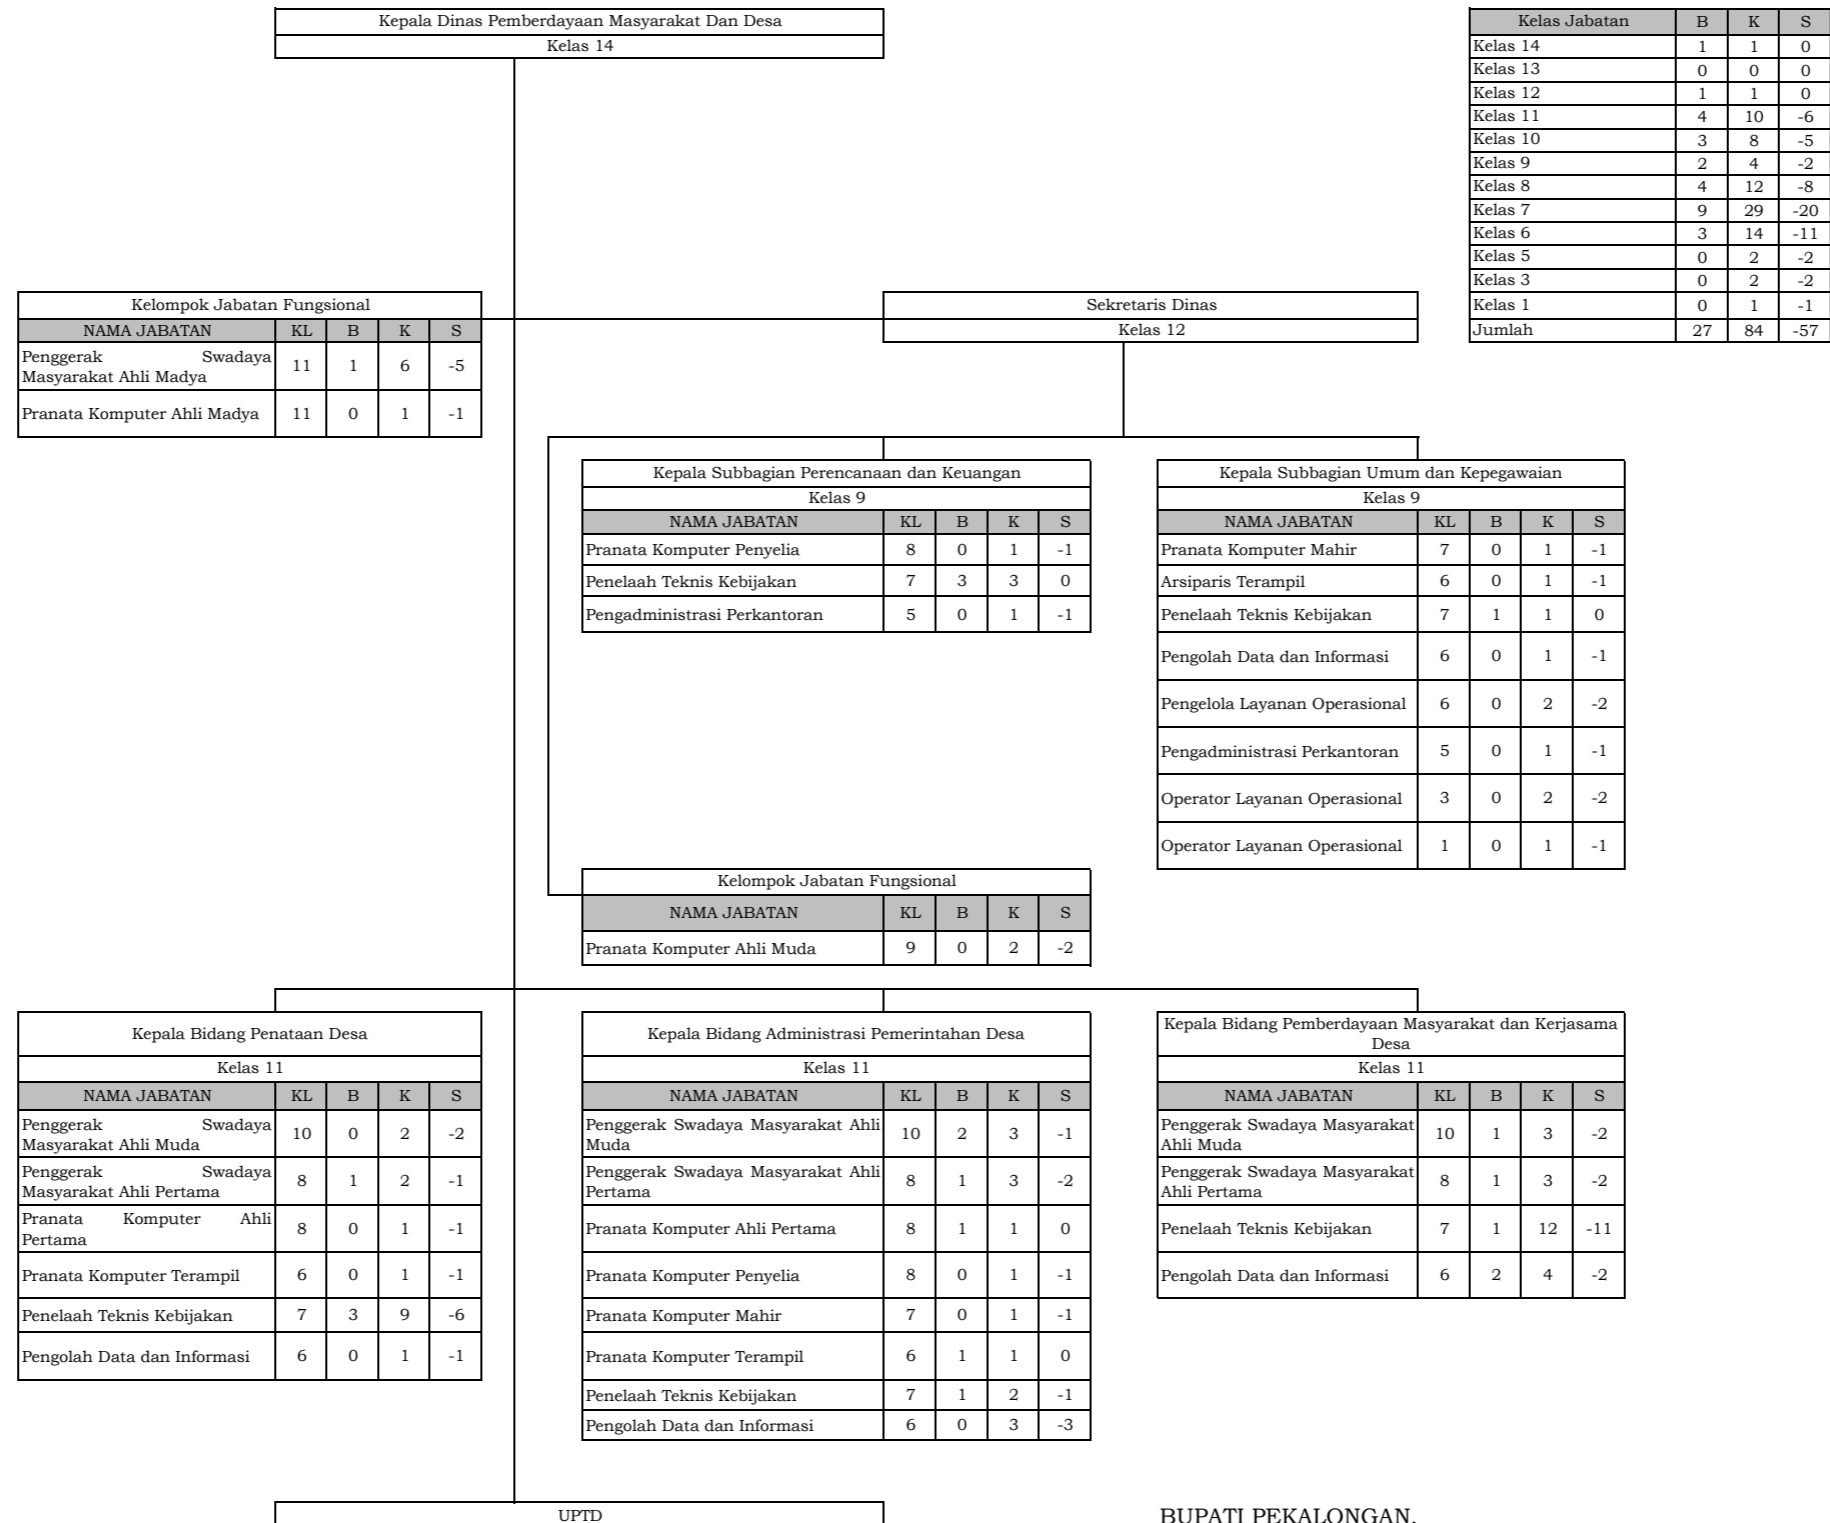 Kepala Dinas Pemberdayaan Masyarakat Dan Desa
Kelas 14
Kelas Jabatan B K S
Kelas 14 1 1 0
Kelas 13 0 0 0
Kelas 12 1 1 0
Kelas 11 4 10 -6
Kelas 10 3 8 -5
Kelas 9 2 4 -2
Kelas 8 4 12 -8
Kelas 7 9 29 -20
Kelas 6 3 14 -11
Kelas 5 0 2 -2
Kelas 3 0 2 -2
Kelas 1 0 1 -1
Jumlah 27 84 -57
Kelompok Jabatan Fungsional
NAMA JABATAN KL B K S
Penggerak Swadaya
Masyarakat Ahli Madya 11 1 6 -5
Pranata Komputer Ahli Madya 11 0 1 -1
Sekretaris Dinas
Kelas 12
Kepala Subbagian Perencanaan dan Keuangan
Kelas 9
NAMA JABATAN KL B K S
Pranata Komputer Penyelia 8 0 1 -1
Penelaah Teknis Kebijakan 7 3 3 0
Pengadministrasi Perkantoran 5 0 1 -1
Kepala Subbagian Umum dan Kepegawaian
Kelas 9
NAMA JABATAN KL B K S
Pranata Komputer Mahir 7 0 1 -1
Arsiparis Terampil 6 0 1 -1
Penelaah Teknis Kebijakan 7 1 1 0
Pengolah Data dan Informasi 6 0 1 -1
Pengelola Layanan Operasional 6 0 2 -2
Pengadministrasi Perkantoran 5 0 1 -1
Operator Layanan Operasional 3 0 2 -2
Operator Layanan Operasional 1 0 1 -1
Kelompok Jabatan Fungsional
NAMA JABATAN KL B K S
Pranata Komputer Ahli Muda 9 0 2 -2
Kepala Bidang Penataan Desa
Kelas 11
NAMA JABATAN KL B K S
Penggerak Swadaya
Masyarakat Ahli Muda 10 0 2 -2
Penggerak Swadaya
Masyarakat Ahli Pertama 8 1 2 -1
Pranata Komputer Ahli
Pertama 8 0 1 -1
Pranata Komputer Terampil 6 0 1 -1
Penelaah Teknis Kebijakan 7 3 9 -6
Pengolah Data dan Informasi 6 0 1 -1
Kepala Bidang Administrasi Pemerintahan Desa
Kelas 11
NAMA JABATAN KL B K S
Penggerak Swadaya Masyarakat Ahli
Muda 10 2 3 -1
Penggerak Swadaya Masyarakat Ahli
Pertama 8 1 3 -2
Pranata Komputer Ahli Pertama 8 1 1 0
Pranata Komputer Penyelia 8 0 1 -1
Pranata Komputer Mahir 7 0 1 -1
Pranata Komputer Terampil 6 1 1 0
Penelaah Teknis Kebijakan 7 1 2 -1
Pengolah Data dan Informasi 6 0 3 -3
Kepala Bidang Pemberdayaan Masyarakat dan Kerjasama
Desa
Kelas 11
NAMA JABATAN KL B K S
Penggerak Swadaya Masyarakat
Ahli Muda 10 1 3 -2
Penggerak Swadaya Masyarakat
Ahli Pertama 8 1 3 -2
Penelaah Teknis Kebijakan 7 1 12 -11
Pengolah Data dan Informasi 6 2 4 -2
UPTD
BUPATI PEKALONGAN,